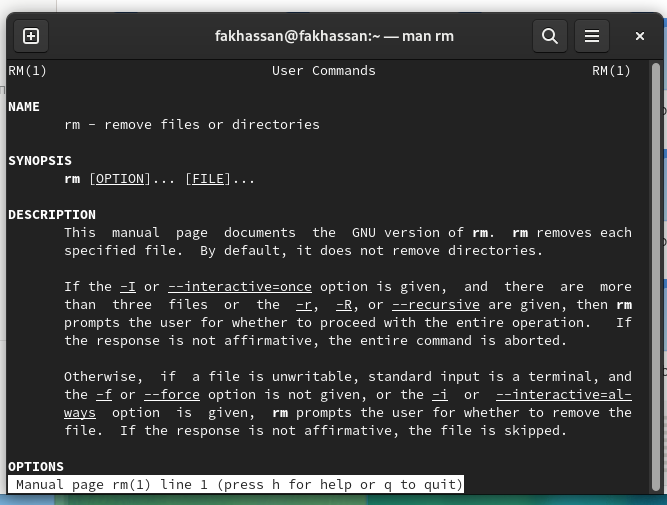 fakhassan@fakhassan:~ — man rm
RM(1) User Commands RM(1)
NAME
rm - remove files or directories
SYNOPSIS
rm [OPTION]... [FILE]...
DESCRIPTION
This manual page documents the GNU version of rm. rm removes each
specified file. By default, it does not remove directories.
If the -I or --interactive=once option is given, and there are more
than three files or the -r, -R, or --recursive are given, then rm
prompts the user for whether to proceed with the entire operation. If
the response is not affirmative, the entire command is aborted.
Otherwise, if a file is unwritable, standard input is a terminal, and
the -f or --force option is not given, or the -i or --interactive=al-
ways option is given, rm prompts the user for whether to remove the
file. If the response is not affirmative, the file is skipped.
OPTIONS
Manual page rm(1) line 1 (press h for help or q to quit)